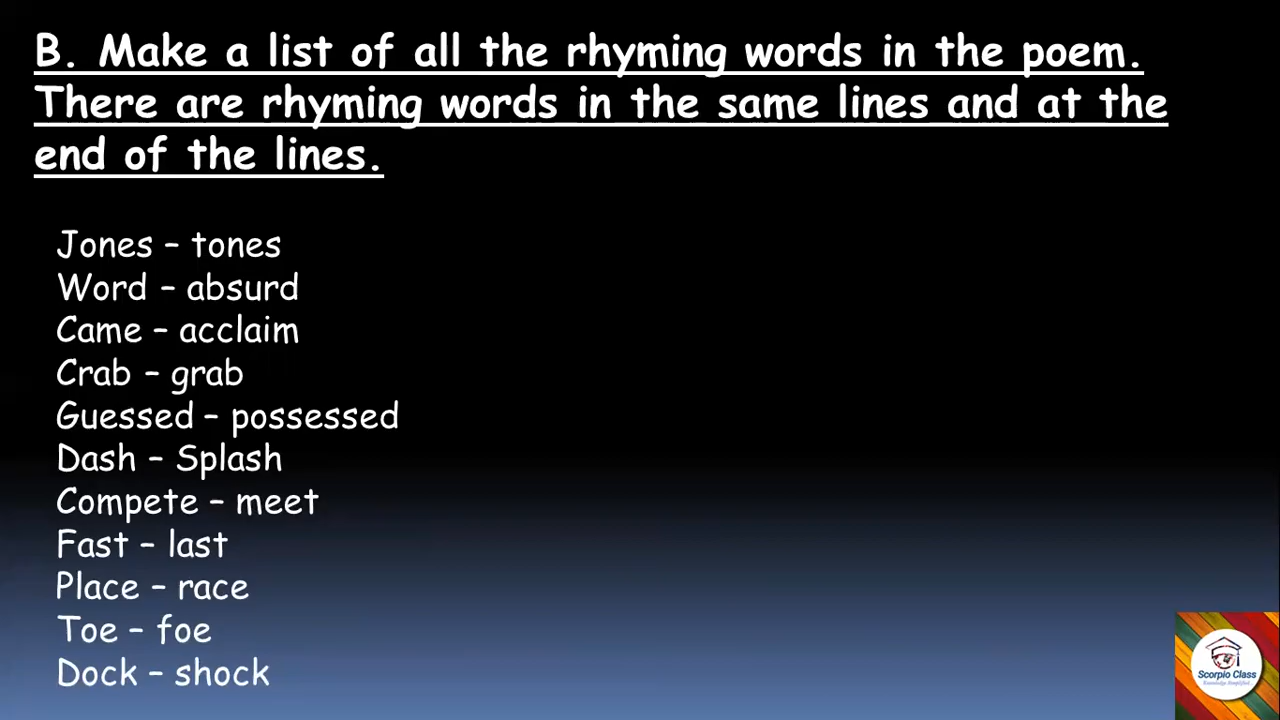 B. Make a list of all the rhyming words in the poem.
There are rhyming words in the same lines and at the
end of the lines.
Jones – tones
Word – absurd
Came – acclaim
Crab – grab
Guessed – possessed
Dash – Splash
Compete – meet
Fast – last
Place – race
Toe – foe
Dock – shock
Scorpio Class
Knowledge Simplified